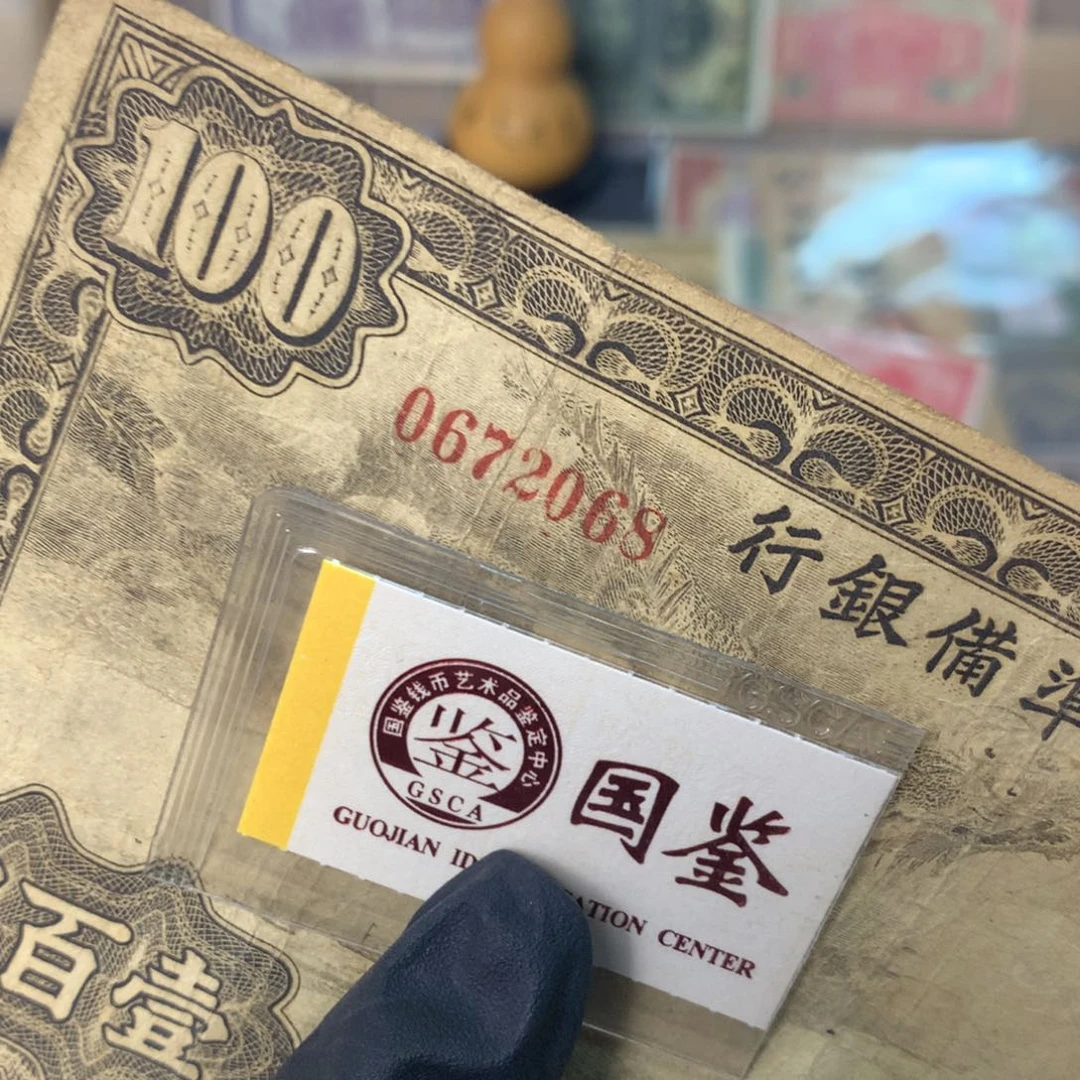 100
0672068
行銀備準
GSCA
国鉴钱币艺术品鉴定中心
鉴
GSCA
国鉴
GUOJIAN ATION CENTER
百壹